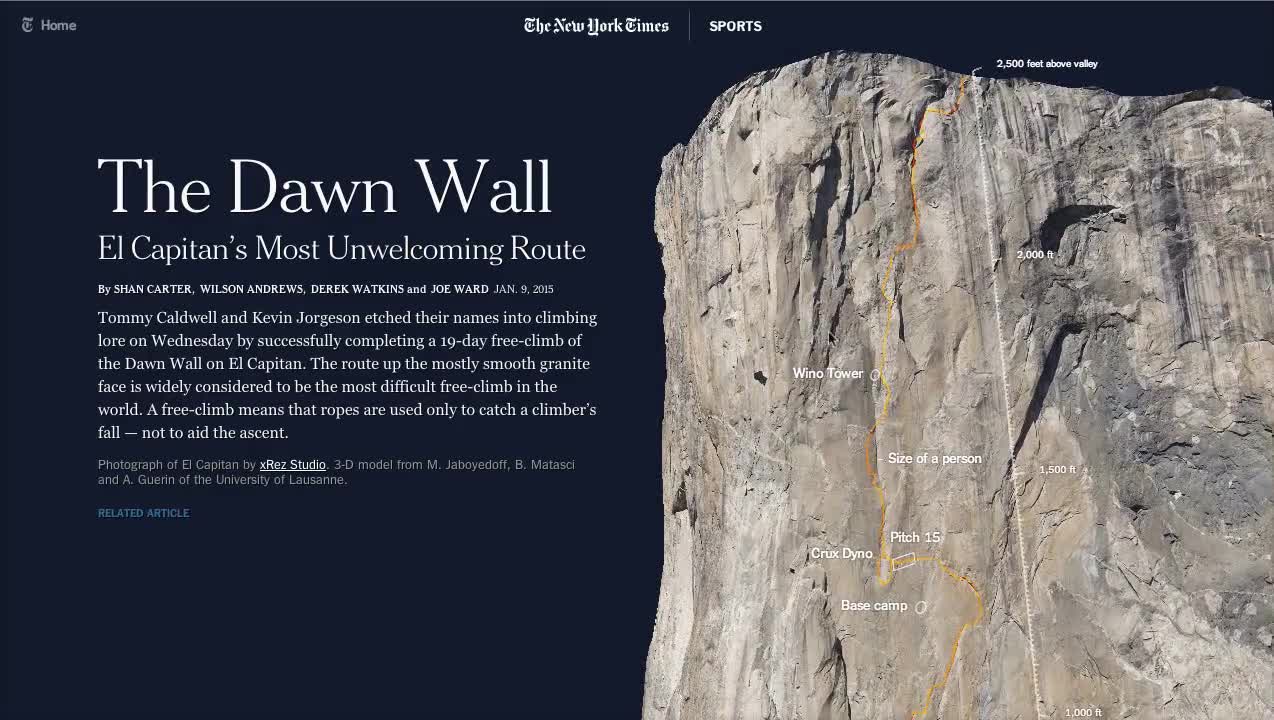 Home
The New York Times
SPORTS
2,500 feet above valley
The Dawn Wall
El Capitan’s Most Unwelcoming Route
By SHAN CARTER, WILSON ANDREWS, DEREK WATKINS and JOE WARD JAN. 9, 2015
Tommy Caldwell and Kevin Jorgeson etched their names into climbing
lore on Wednesday by successfully completing a 19-day free-climb of
the Dawn Wall on El Capitan. The route up the mostly smooth granite
face is widely considered to be the most difficult free-climb in the
world. A free-climb means that ropes are used only to catch a climber’s
fall — not to aid the ascent.
Photograph of El Capitan by xRez Studio. 3-D model from M. Jaboyedoff, B. Matasci
and A. Guerin of the University of Lausanne.
RELATED ARTICLE
2,000 ft
Wino Tower
Size of a person
1,500 ft
Pitch 15
Crux Dyno
Base camp
1,000 ft